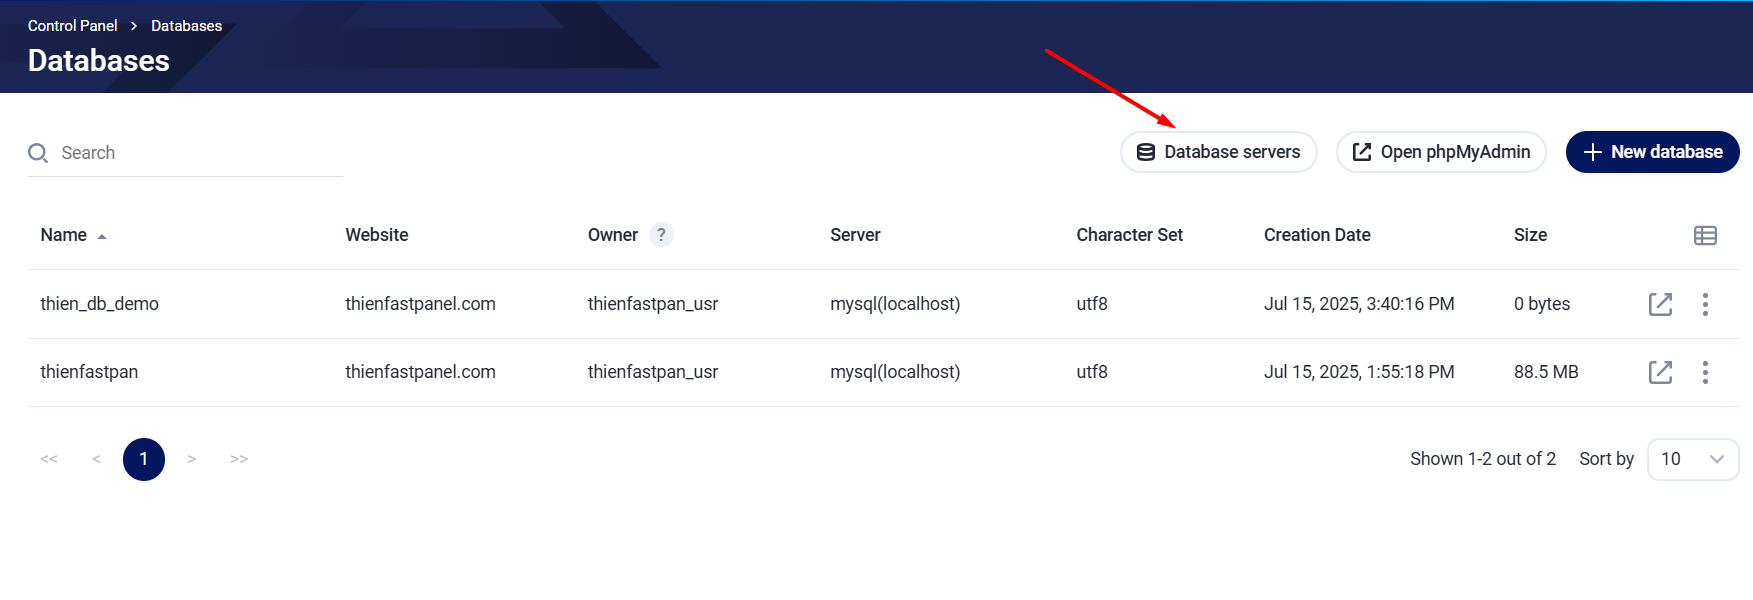 Control Panel > Databases
Databases
Search
Database servers
Open phpMyAdmin
+ New database
Name Website Owner ? Server Character Set Creation Date Size
thien_db_demo thienfastpanel.com thienfastpan_usr mysql(localhost) utf8 Jul 15, 2025, 3:40:16 PM 0 bytes
thienfastpan thienfastpanel.com thienfastpan_usr mysql(localhost) utf8 Jul 15, 2025, 1:55:18 PM 88.5 MB
<< < 1 > >> Shown 1-2 out of 2 Sort by 10